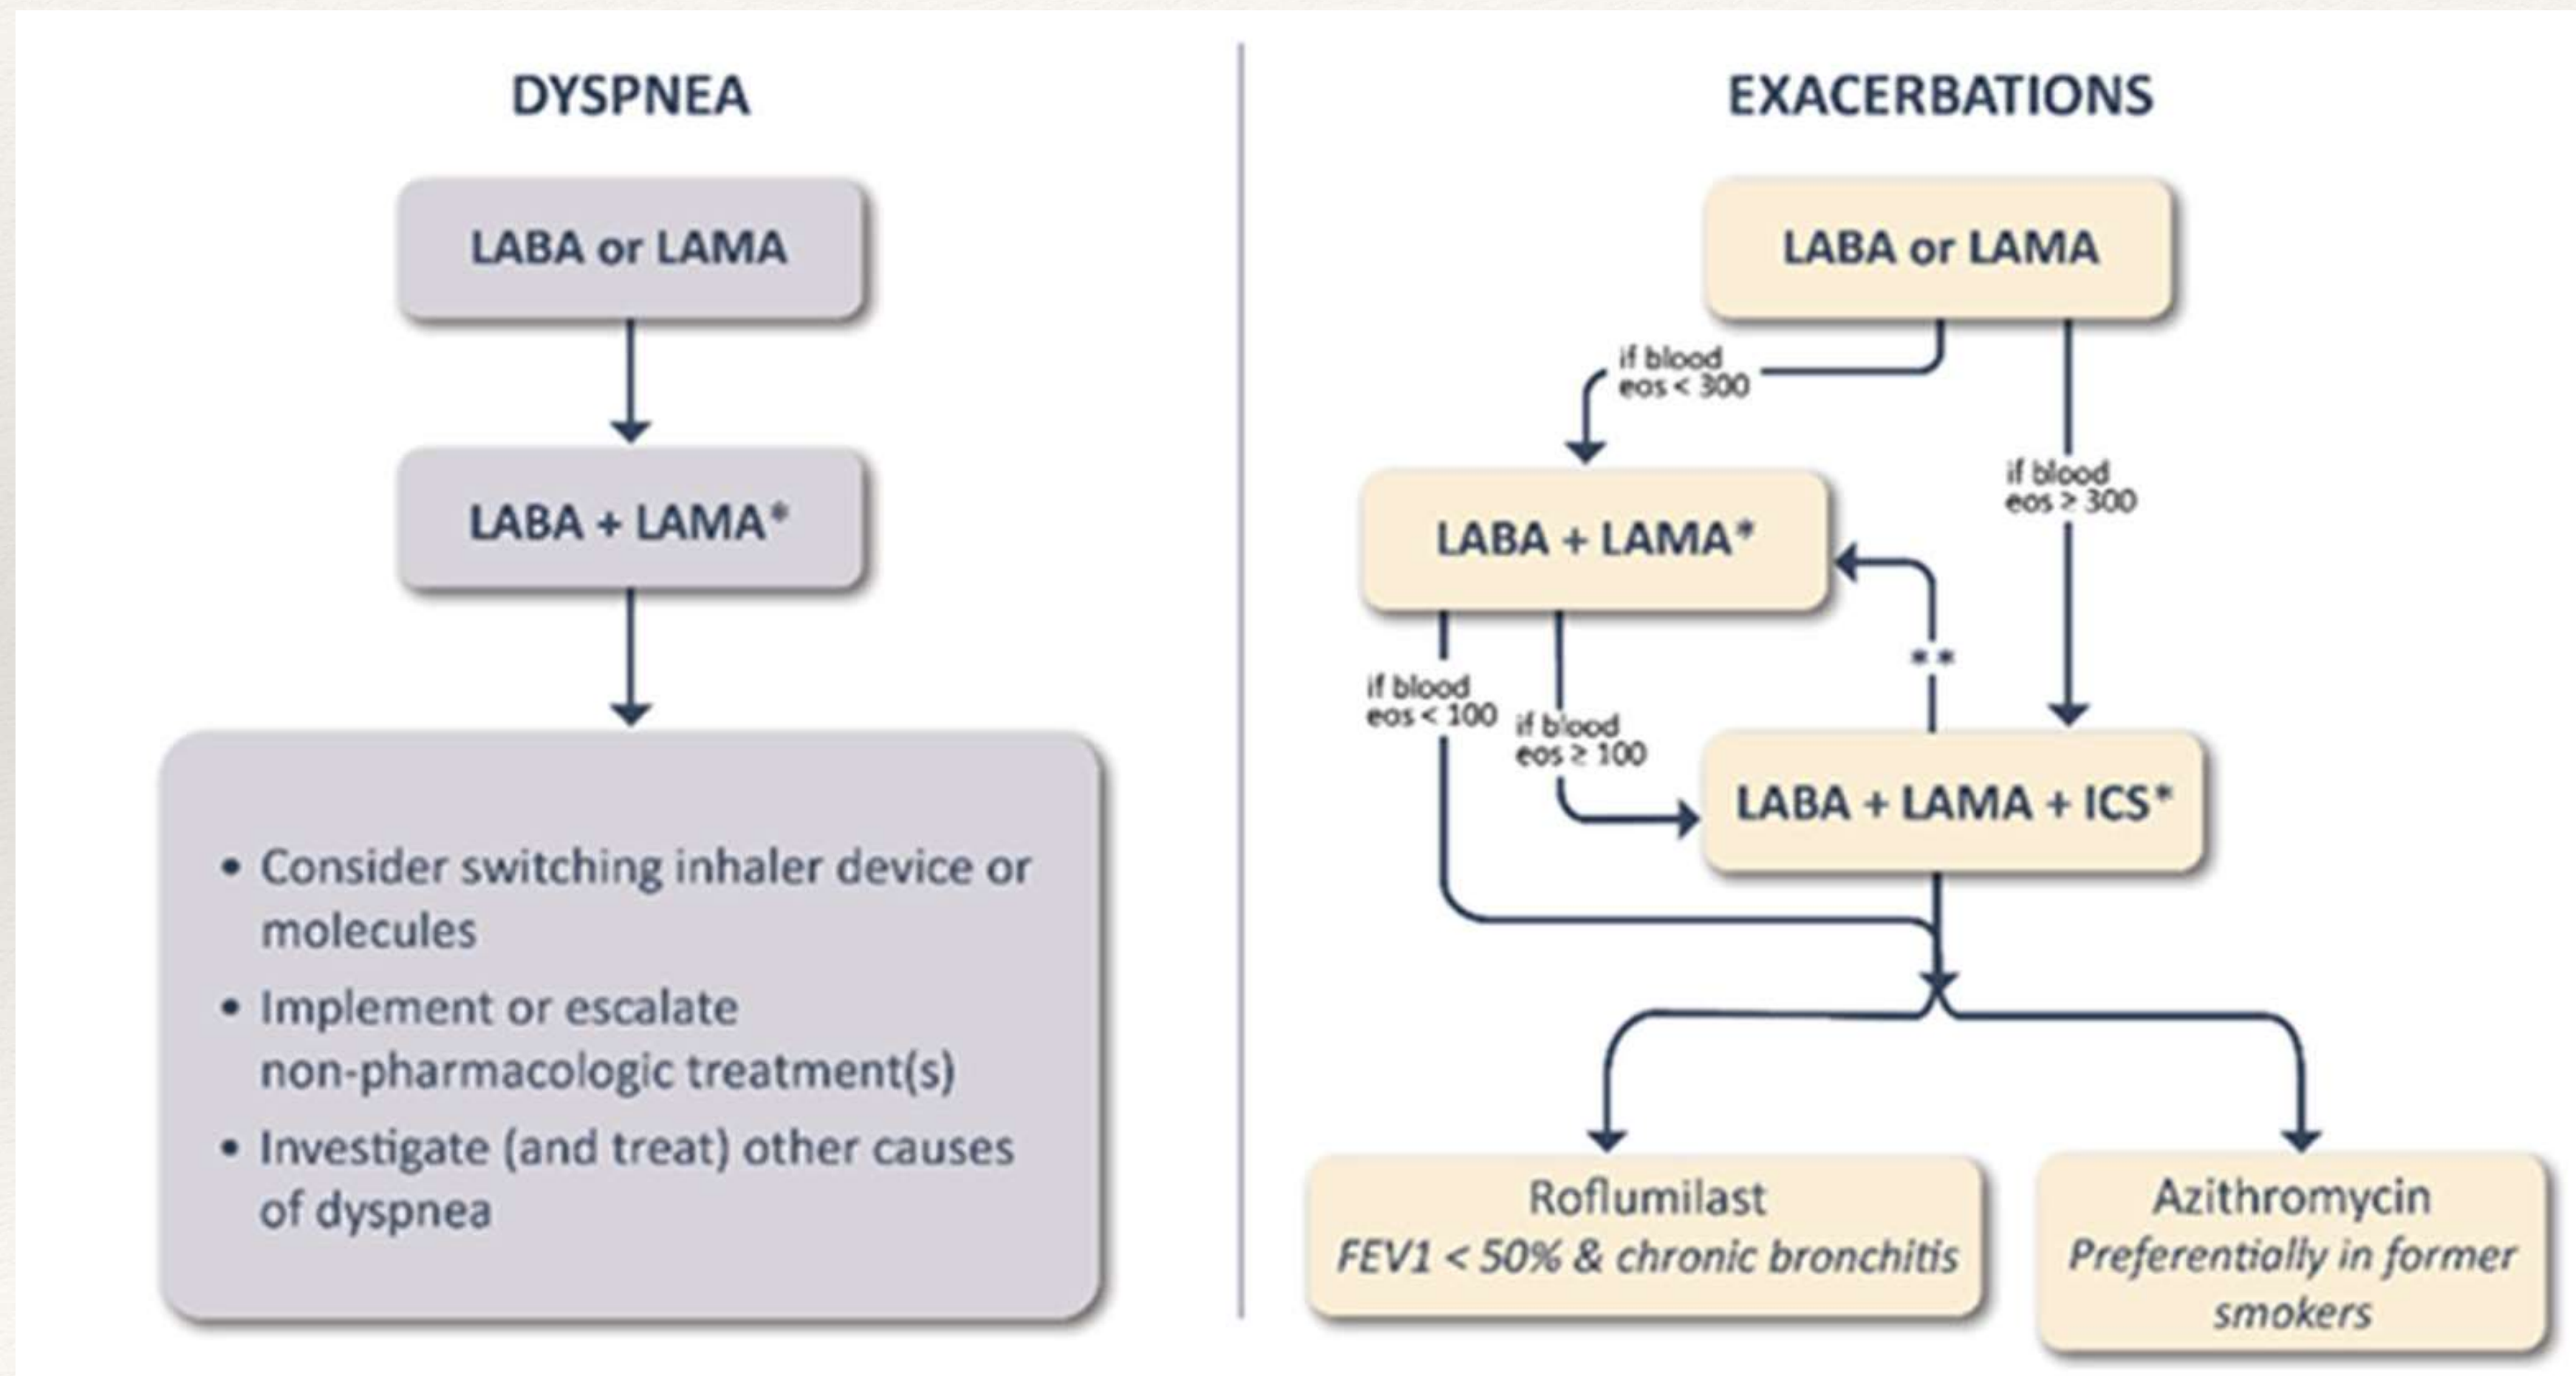 DYSPNEA
LABA or LAMA
LABA + LAMA*
• Consider switching inhaler device or
molecules
• Implement or escalate
non-pharmacologic treatment(s)
• Investigate (and treat) other causes
of dyspnea
EXACERBATIONS
LABA or LAMA
if blood
eos < 300
if blood
eos ≥ 300
LABA + LAMA*
**
if blood
eos < 100
if blood
eos ≥ 100
LABA + LAMA + ICS*
Roflumilast
FEV1 < 50% & chronic bronchitis
Azithromycin
Preferentially in former
smokers